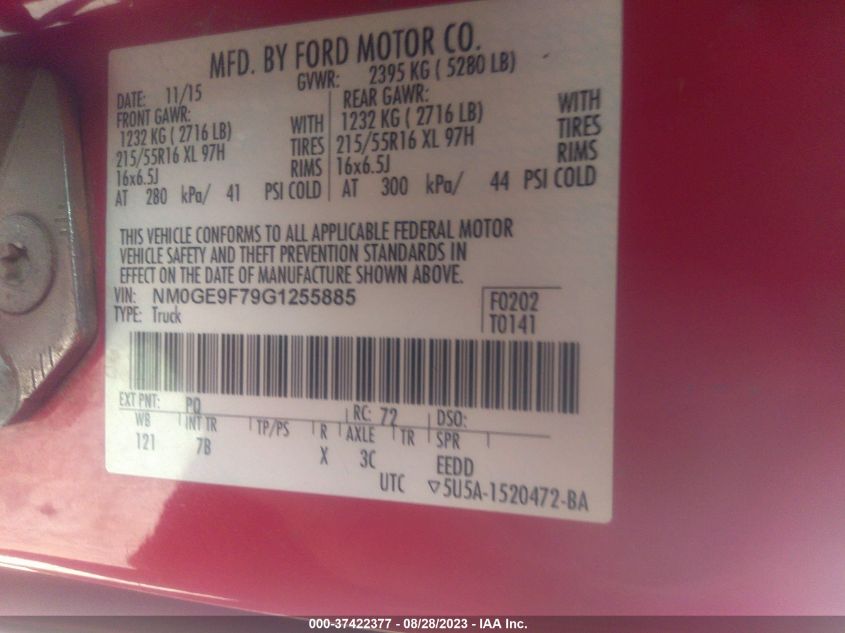 MFD. BY FORD MOTOR CO.
DATE: 11/15 GVWR: 2395 KG ( 5280 LB)
FRONT GAWR: REAR GAWR:
1232 KG ( 2716 LB) WITH 1232 KG ( 2716 LB) WITH
215/55R16 XL 97H TIRES 215/55R16 XL 97H TIRES
16x6.5J RIMS 16x6.5J RIMS
AT 280 kPa/ 41 PSI COLD AT 300 kPa/ 44 PSI COLD
THIS VEHICLE CONFORMS TO ALL APPLICABLE FEDERAL MOTOR
VEHICLE SAFETY AND THEFT PREVENTION STANDARDS IN
EFFECT ON THE DATE OF MANUFACTURE SHOWN ABOVE.
VIN: NM0GE9F79G1255885 F0202
TYPE: Truck T0141
EXT PNT: PQ RC: 72 DSO:
WB INT TR TP/PS R AXLE TR SPR
121 7B X 3C EEDD
UTC ▽5U5A-1520472-BA
000-37422377 - 08/28/2023 - IAA Inc.